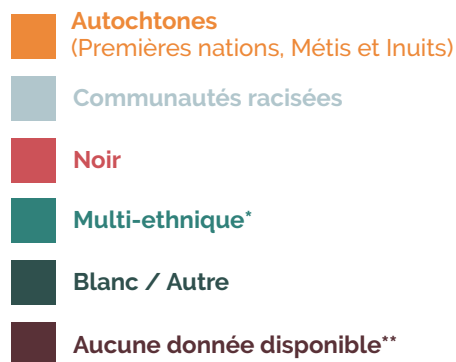 Autochtones
(Premières nations, Métis et Inuits)
Communautés racisées
Noir
Multi-ethnique*
Blanc / Autre
Aucune donnée disponible**